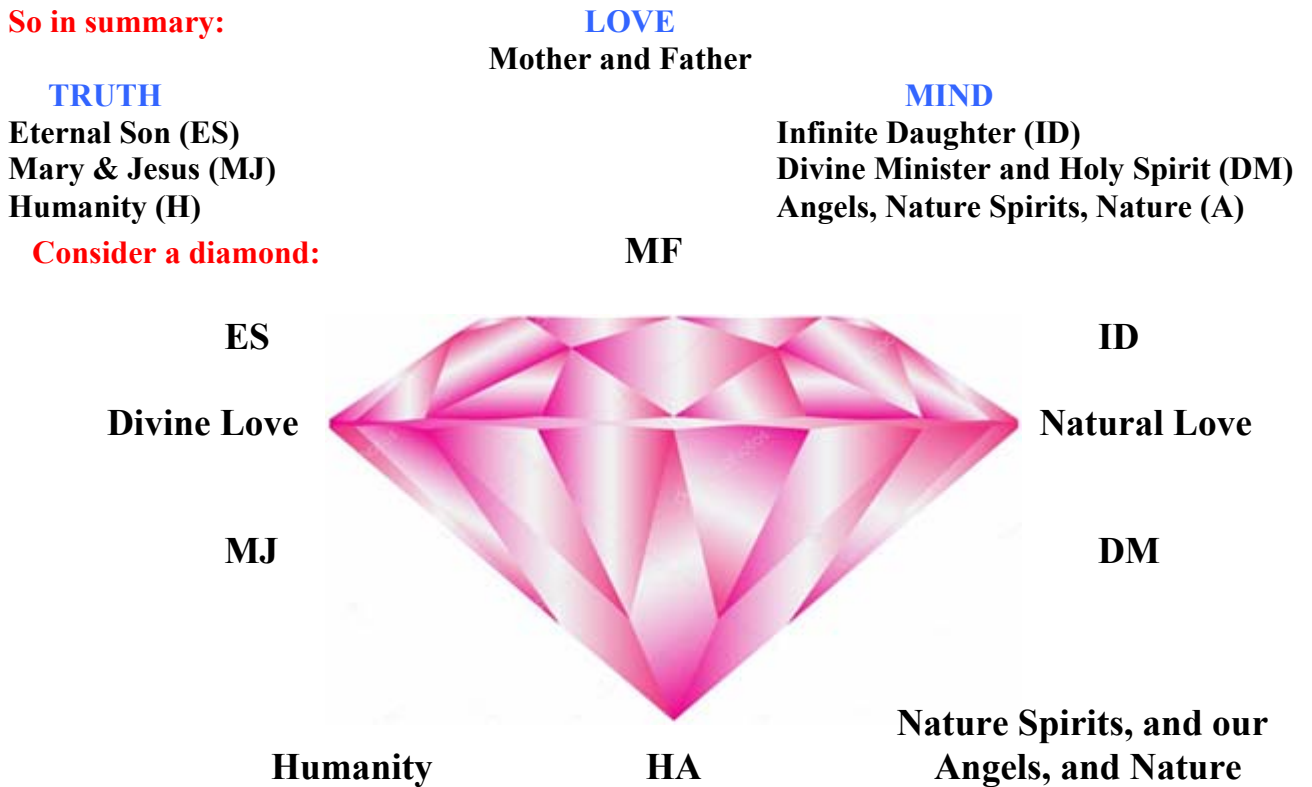 So in summary: LOVE
Mother and Father
TRUTH MIND
Eternal Son (ES) Infinite Daughter (ID)
Mary & Jesus (MJ) Divine Minister and Holy Spirit (DM)
Humanity (H) Angels, Nature Spirits, Nature (A)
Consider a diamond: MF
ES ID
Divine Love Natural Love
MJ DM
Nature Spirits, and our
Humanity HA Angels, and Nature